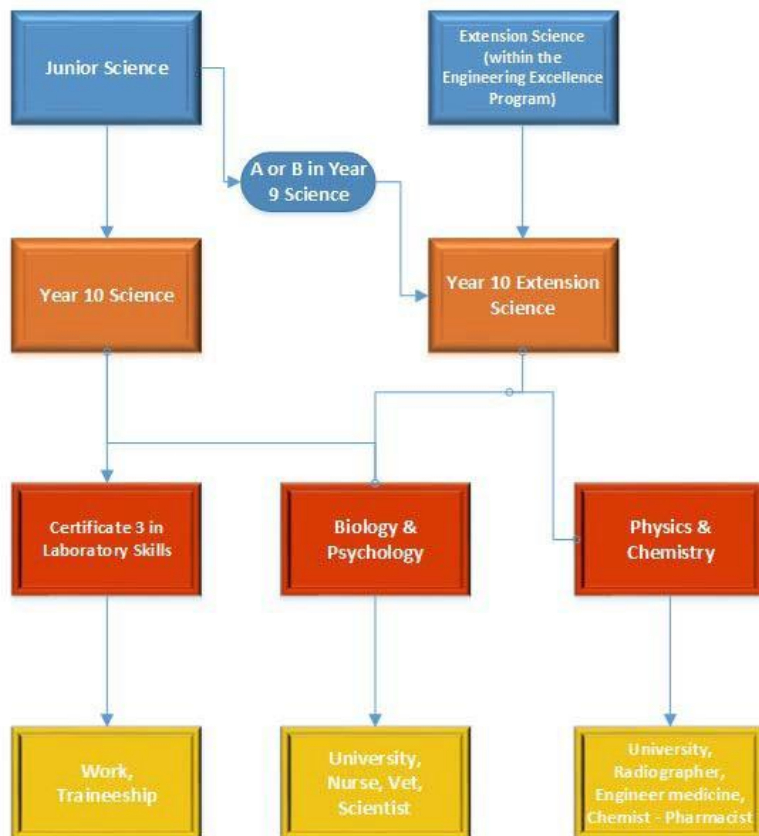 Junior Science
Extension Science
(within the
Engineering Excellence
Program)
A or B in Year
9 Science
Year 10 Science
Year 10 Extension
Science
Certificate 3 in
Laboratory Skills
Biology &
Psychology
Physics &
Chemistry
Work,
Traineeship
University,
Nurse, Vet,
Scientist
University,
Radiographer,
Engineer medicine,
Chemist - Pharmacist